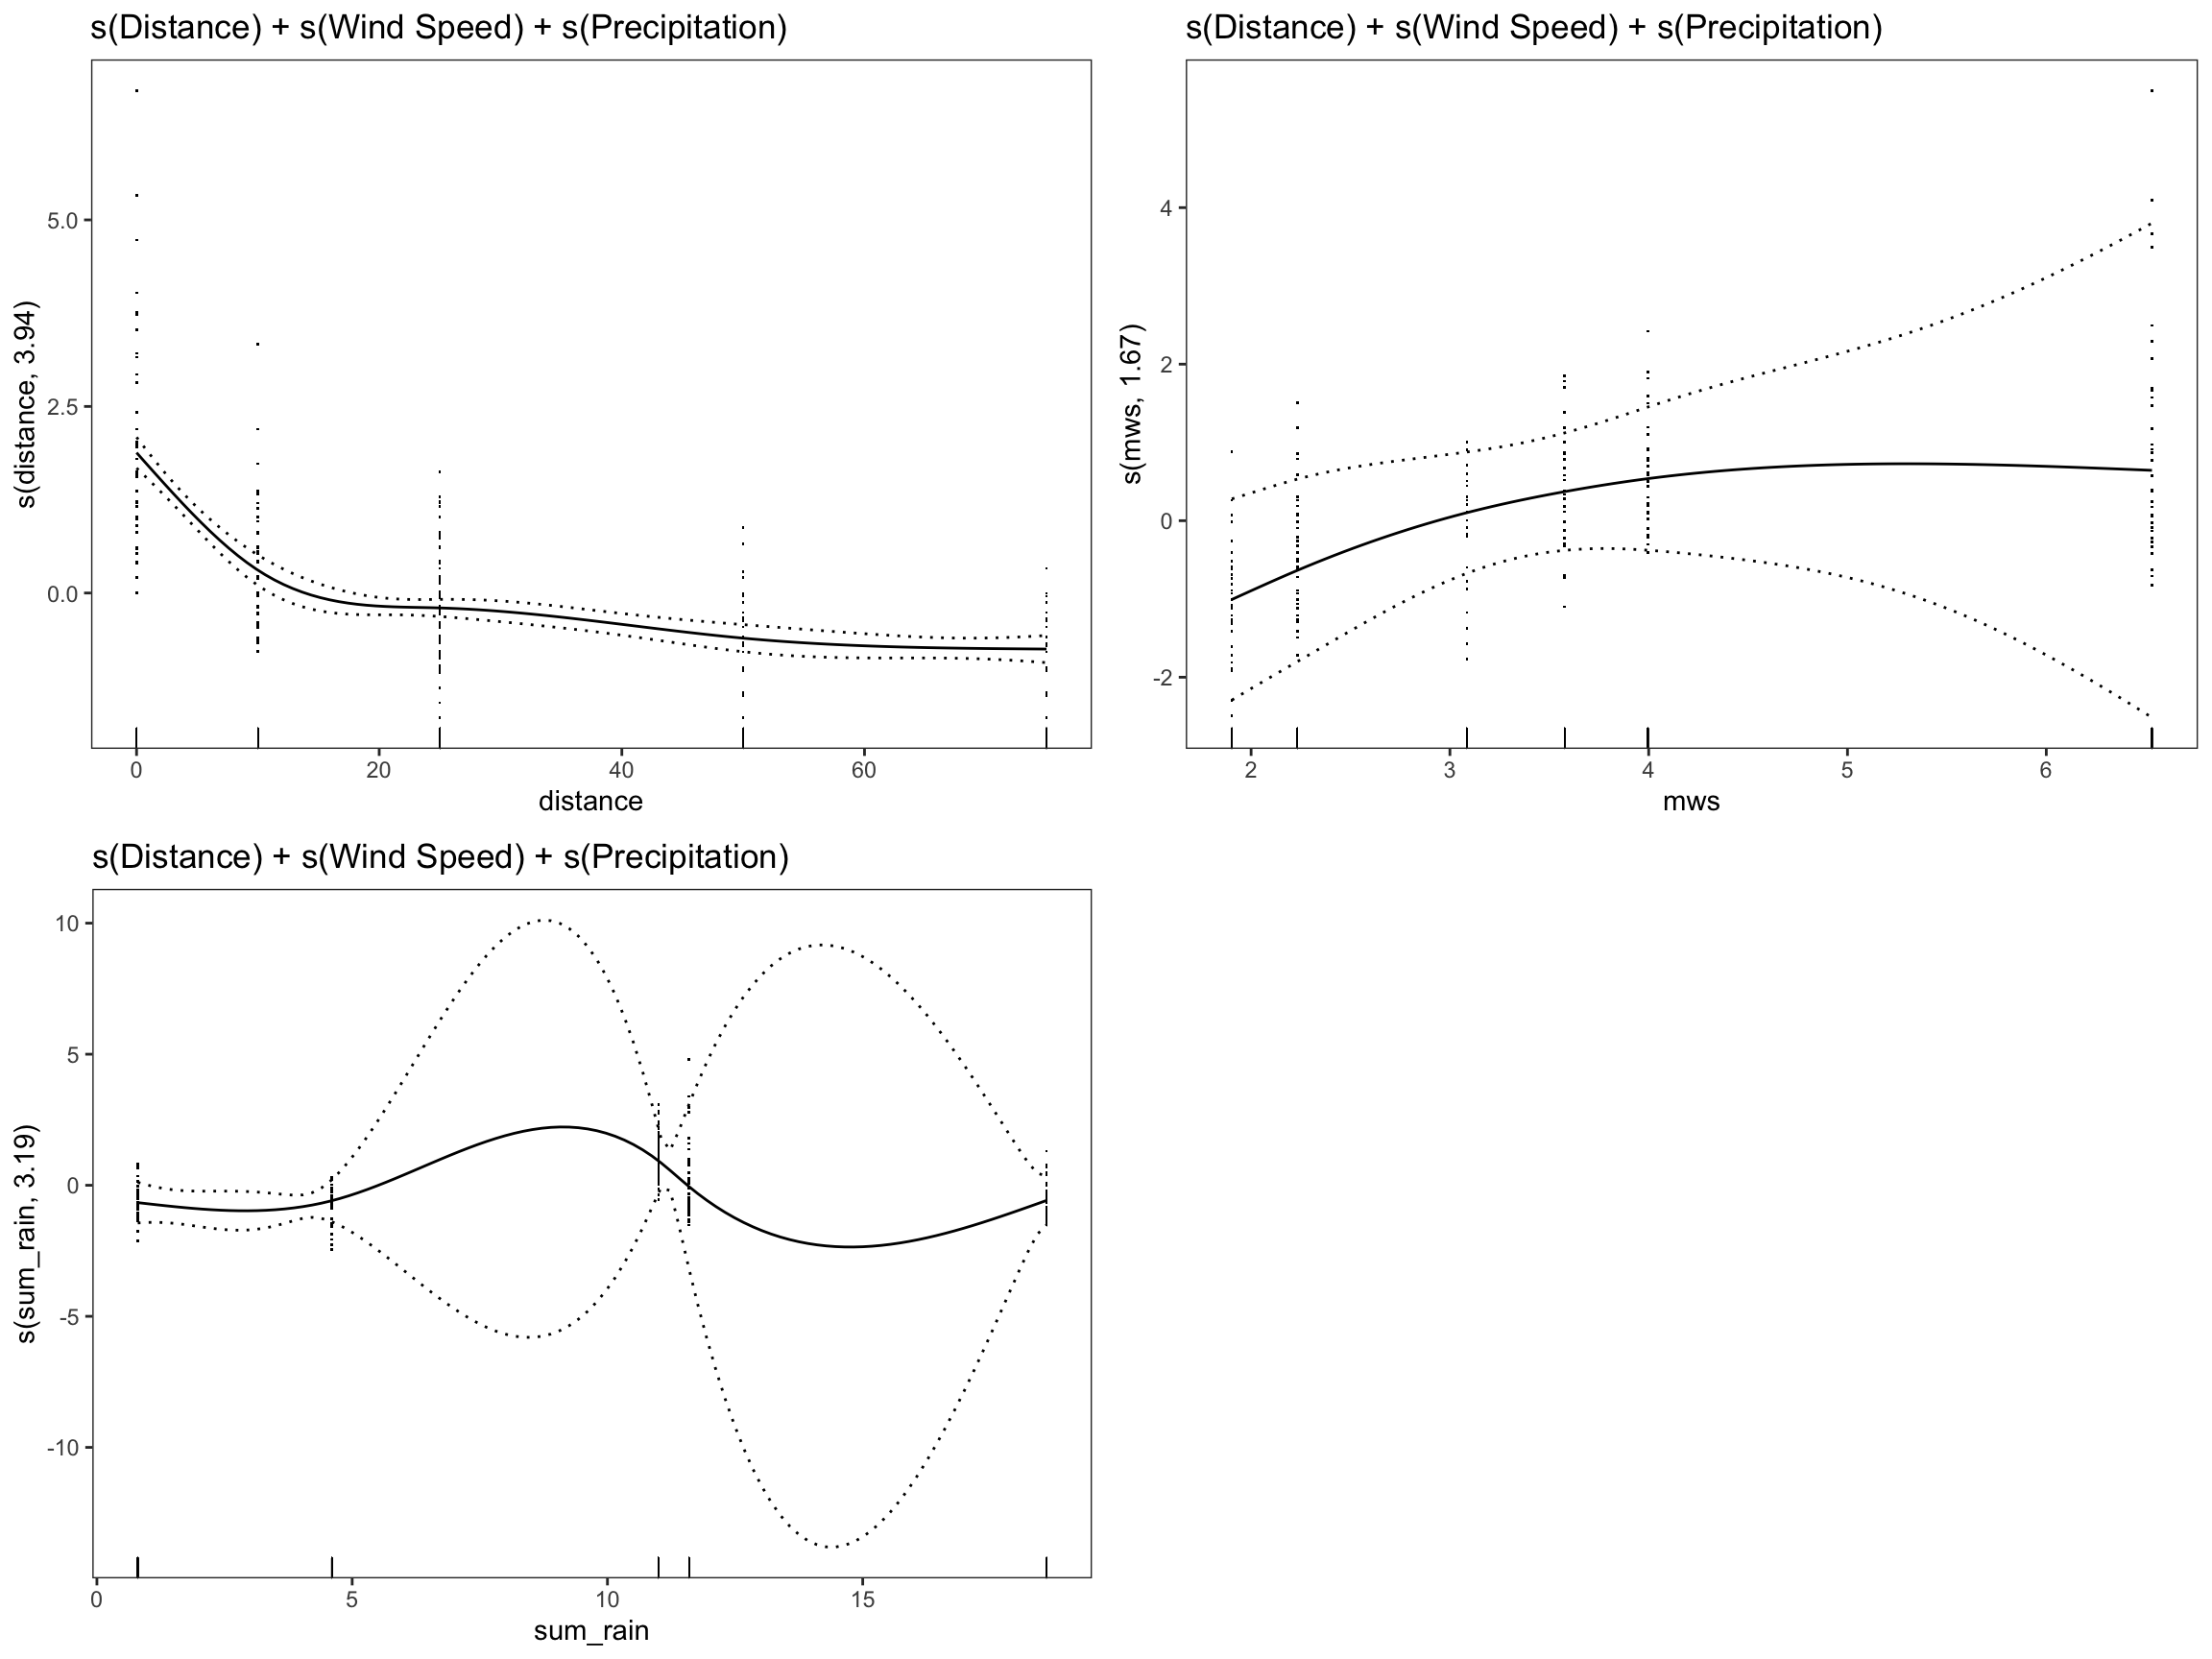 s(Distance) + s(Wind Speed) + s(Precipitation)
s(distance, 3.94)
5.0
2.5
0.0
0 20 40 60
distance
s(Distance) + s(Wind Speed) + s(Precipitation)
s(mws, 1.67)
4
2
0
-2
2 3 4 5 6
mws
s(Distance) + s(Wind Speed) + s(Precipitation)
s(sum_rain, 3.19)
10
5
0
-5
-10
0 5 10 15
sum_rain